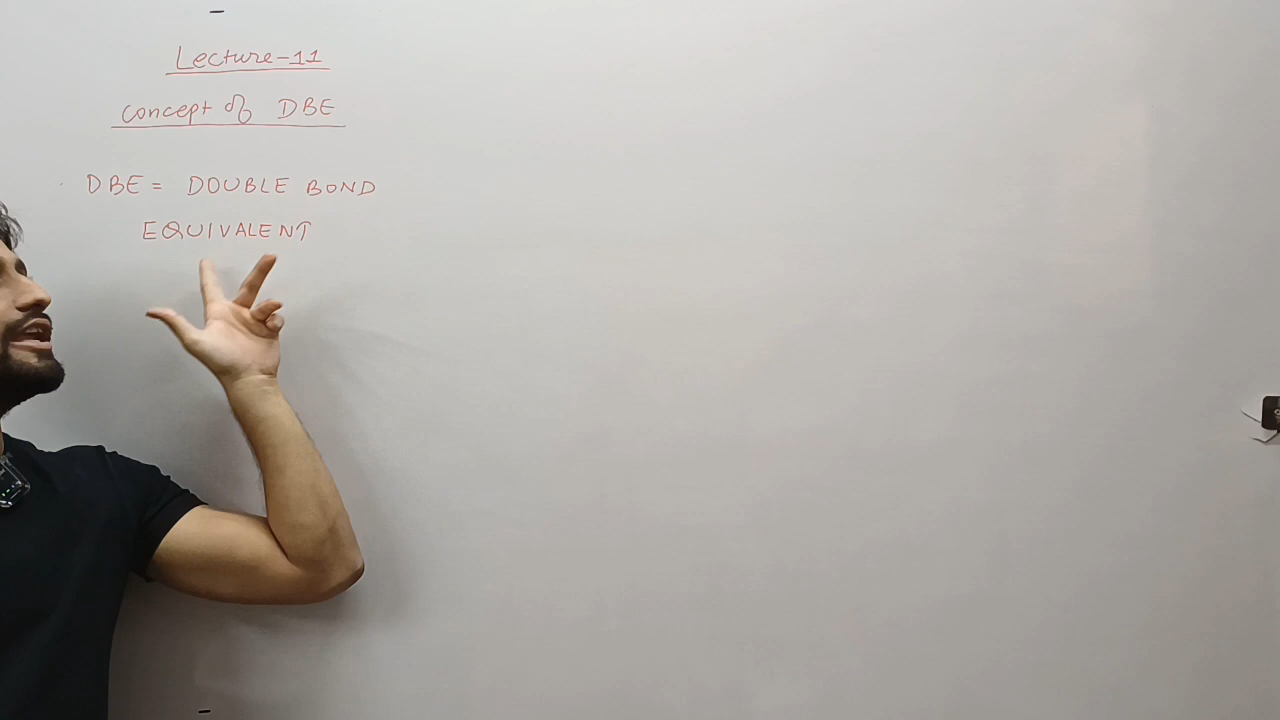 Lecture-11
concept of DBE
DBE = DOUBLE BOND
EQUIVALENT